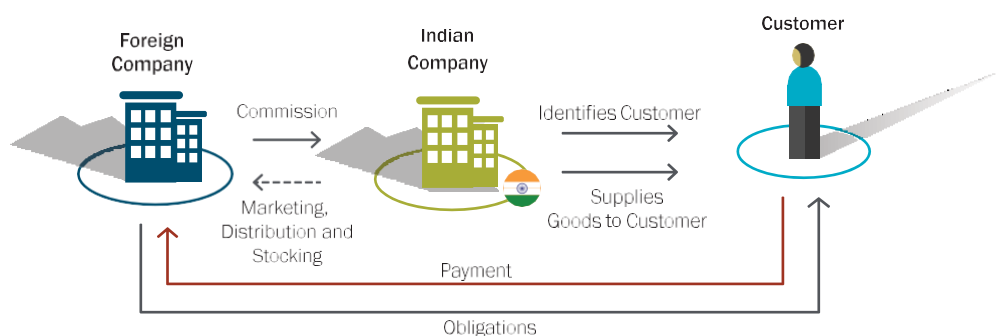 Foreign
Company
Indian
Company
Customer
Commission
Marketing,
Distribution and
Stocking
Identifies Customer
Supplies
Goods to Customer
Payment
Obligations